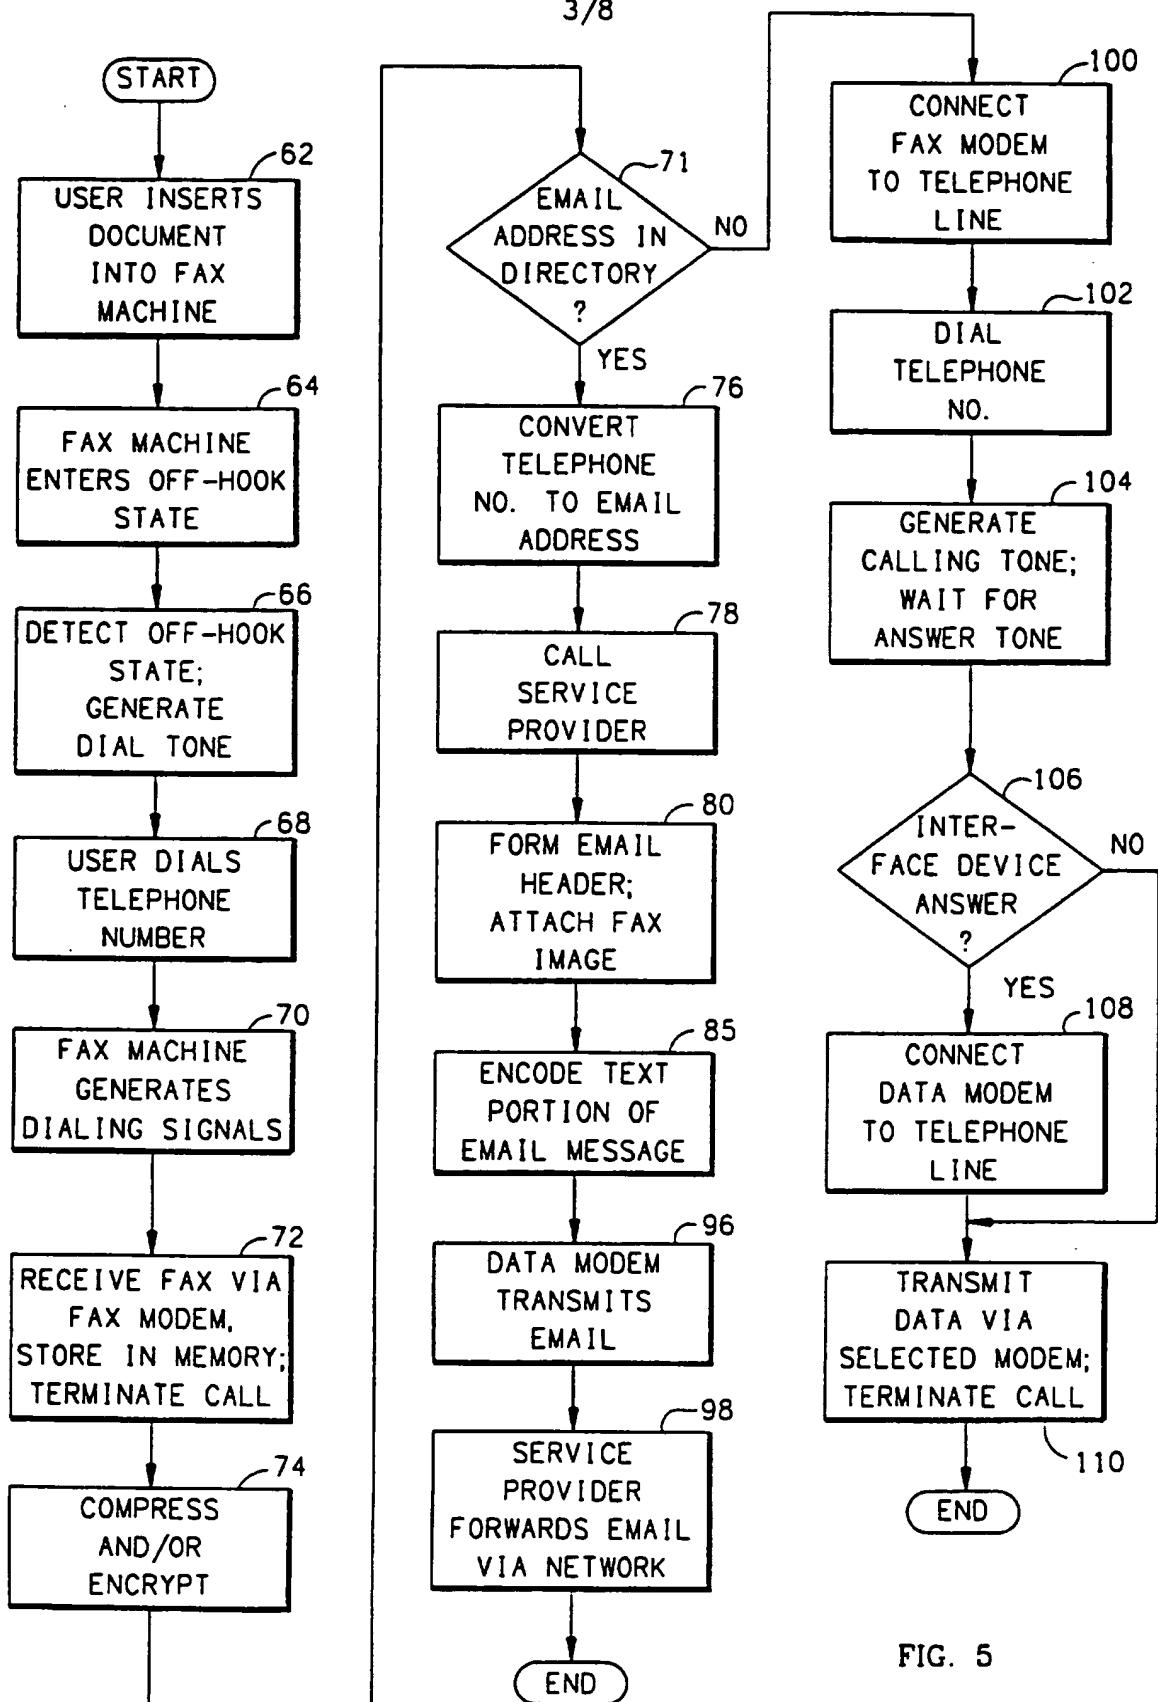 3/8
START
62
USER INSERTS
DOCUMENT
INTO FAX
MACHINE
64
FAX MACHINE
ENTERS OFF-HOOK
STATE
66
DETECT OFF-HOOK
STATE;
GENERATE
DIAL TONE
68
USER DIALS
TELEPHONE
NUMBER
70
FAX MACHINE
GENERATES
DIALING SIGNALS
72
RECEIVE FAX VIA
FAX MODEM,
STORE IN MEMORY;
TERMINATE CALL
74
COMPRESS
AND/OR
ENCRYPT
71
EMAIL
ADDRESS IN
DIRECTORY
?
NO
YES
76
CONVERT
TELEPHONE
NO. TO EMAIL
ADDRESS
78
CALL
SERVICE
PROVIDER
80
FORM EMAIL
HEADER;
ATTACH FAX
IMAGE
85
ENCODE TEXT
PORTION OF
EMAIL MESSAGE
96
DATA MODEM
TRANSMITS
EMAIL
98
SERVICE
PROVIDER
FORWARDS EMAIL
VIA NETWORK
END
100
CONNECT
FAX MODEM
TO TELEPHONE
LINE
102
DIAL
TELEPHONE
NO.
104
GENERATE
CALLING TONE;
WAIT FOR
ANSWER TONE
106
INTER-
FACE DEVICE
ANSWER
?
NO
YES
108
CONNECT
DATA MODEM
TO TELEPHONE
LINE
TRANSMIT
DATA VIA
SELECTED MODEM;
TERMINATE CALL
110
END
FIG. 5